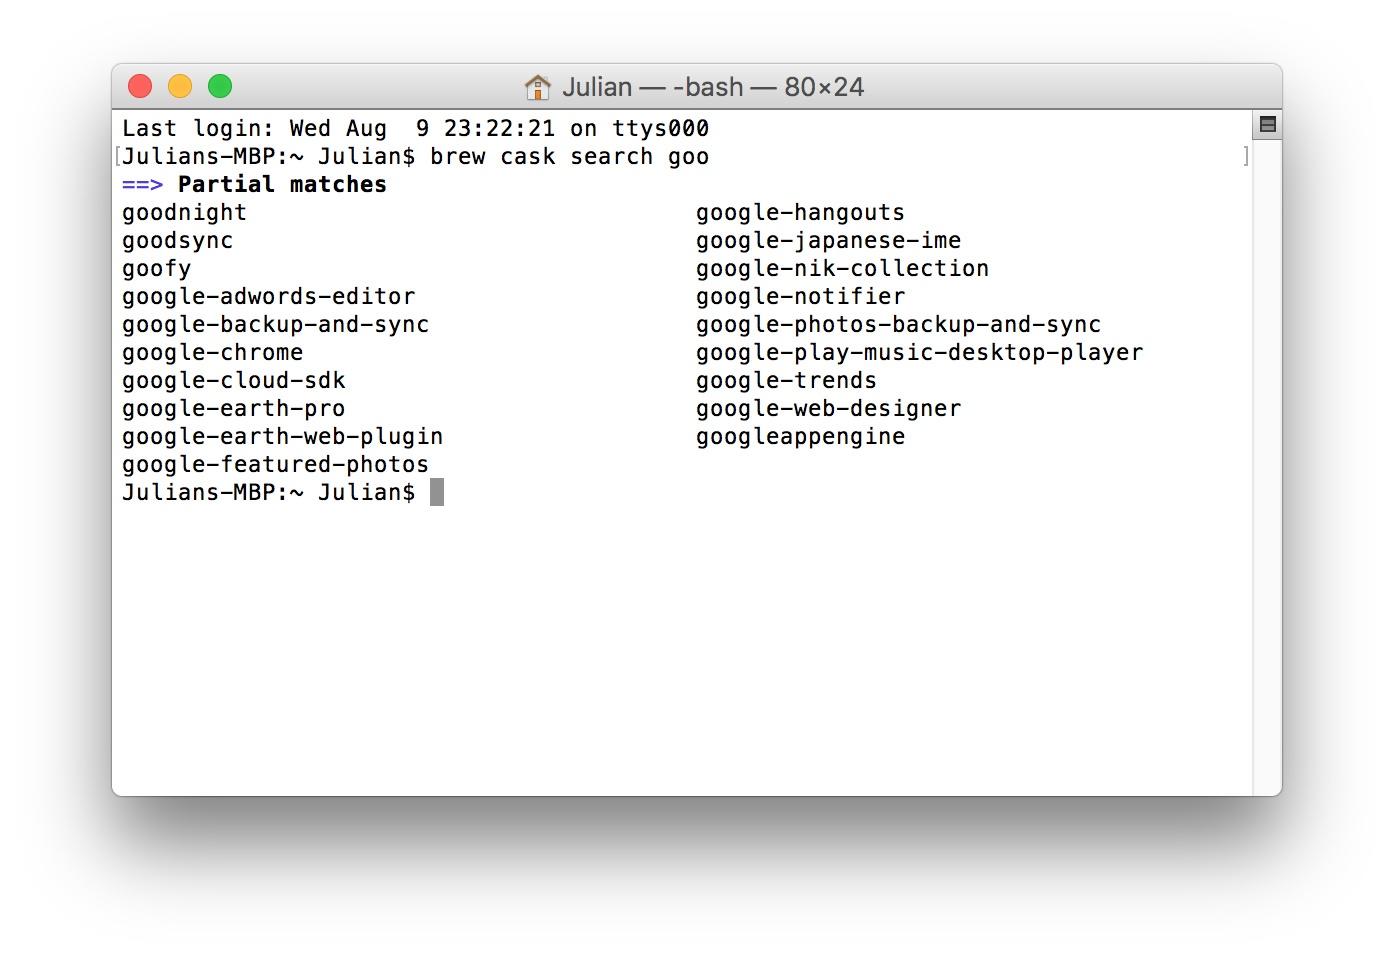 Julian — -bash — 80×24
Last login: Wed Aug  9 23:22:21 on ttys000
[Julians-MBP:~ Julian$ brew cask search goo ]
==> Partial matches
goodnight google-hangouts
goodsync google-japanese-ime
goofy google-nik-collection
google-adwords-editor google-notifier
google-backup-and-sync google-photos-backup-and-sync
google-chrome google-play-music-desktop-player
google-cloud-sdk google-trends
google-earth-pro google-web-designer
google-earth-web-plugin googleappengine
google-featured-photos
Julians-MBP:~ Julian$